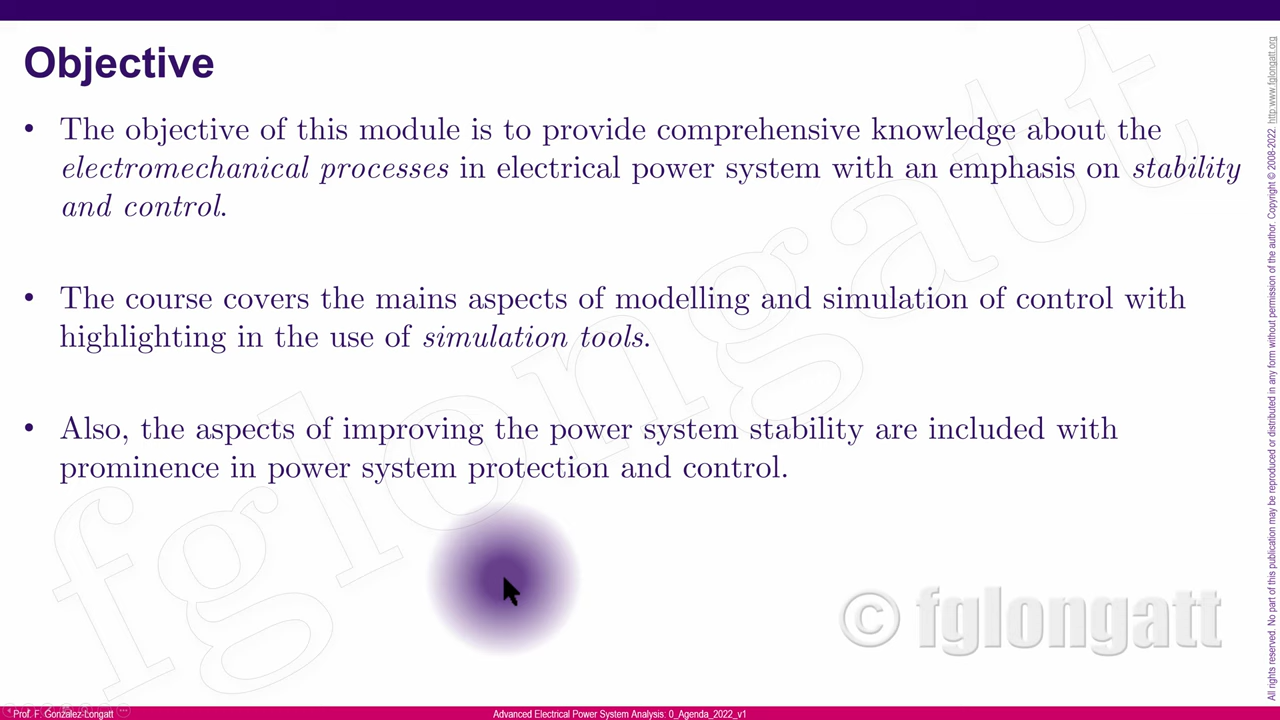 Objective
• The objective of this module is to provide comprehensive knowledge about the
electromechanical processes in electrical power system with an emphasis on stability
and control.
• The course covers the mains aspects of modelling and simulation of control with
highlighting in the use of simulation tools.
• Also, the aspects of improving the power system stability are included with
prominence in power system protection and control.
fglongatt
© fglongatt
Prof. F. Gonzalez-Longatt
Advanced Electrical Power System Analysis: 0_Agenda_2022_v1
All rights reserved. No part of this publication may be reproduced or distributed in any form without permission of the author. Copyright © 2008-2022. http:www.fglongatt.org